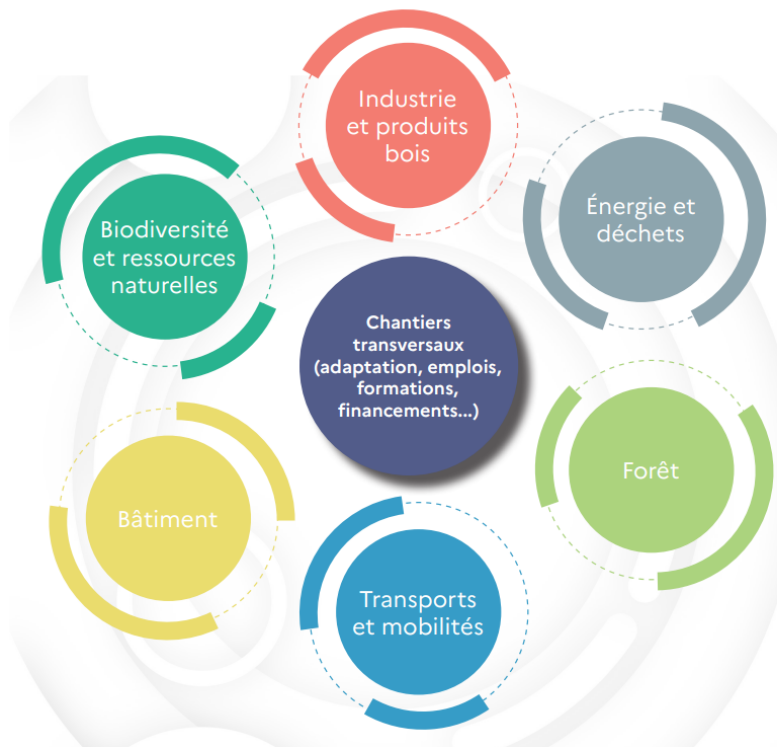 Industrie
et produits
bois
Énergie et
déchets
Biodiversité
et ressources
naturelles
Chantiers
transversaux
(adaptation, emplois,
formations,
financements...)
Forêt
Bâtiment
Transports
et mobilités